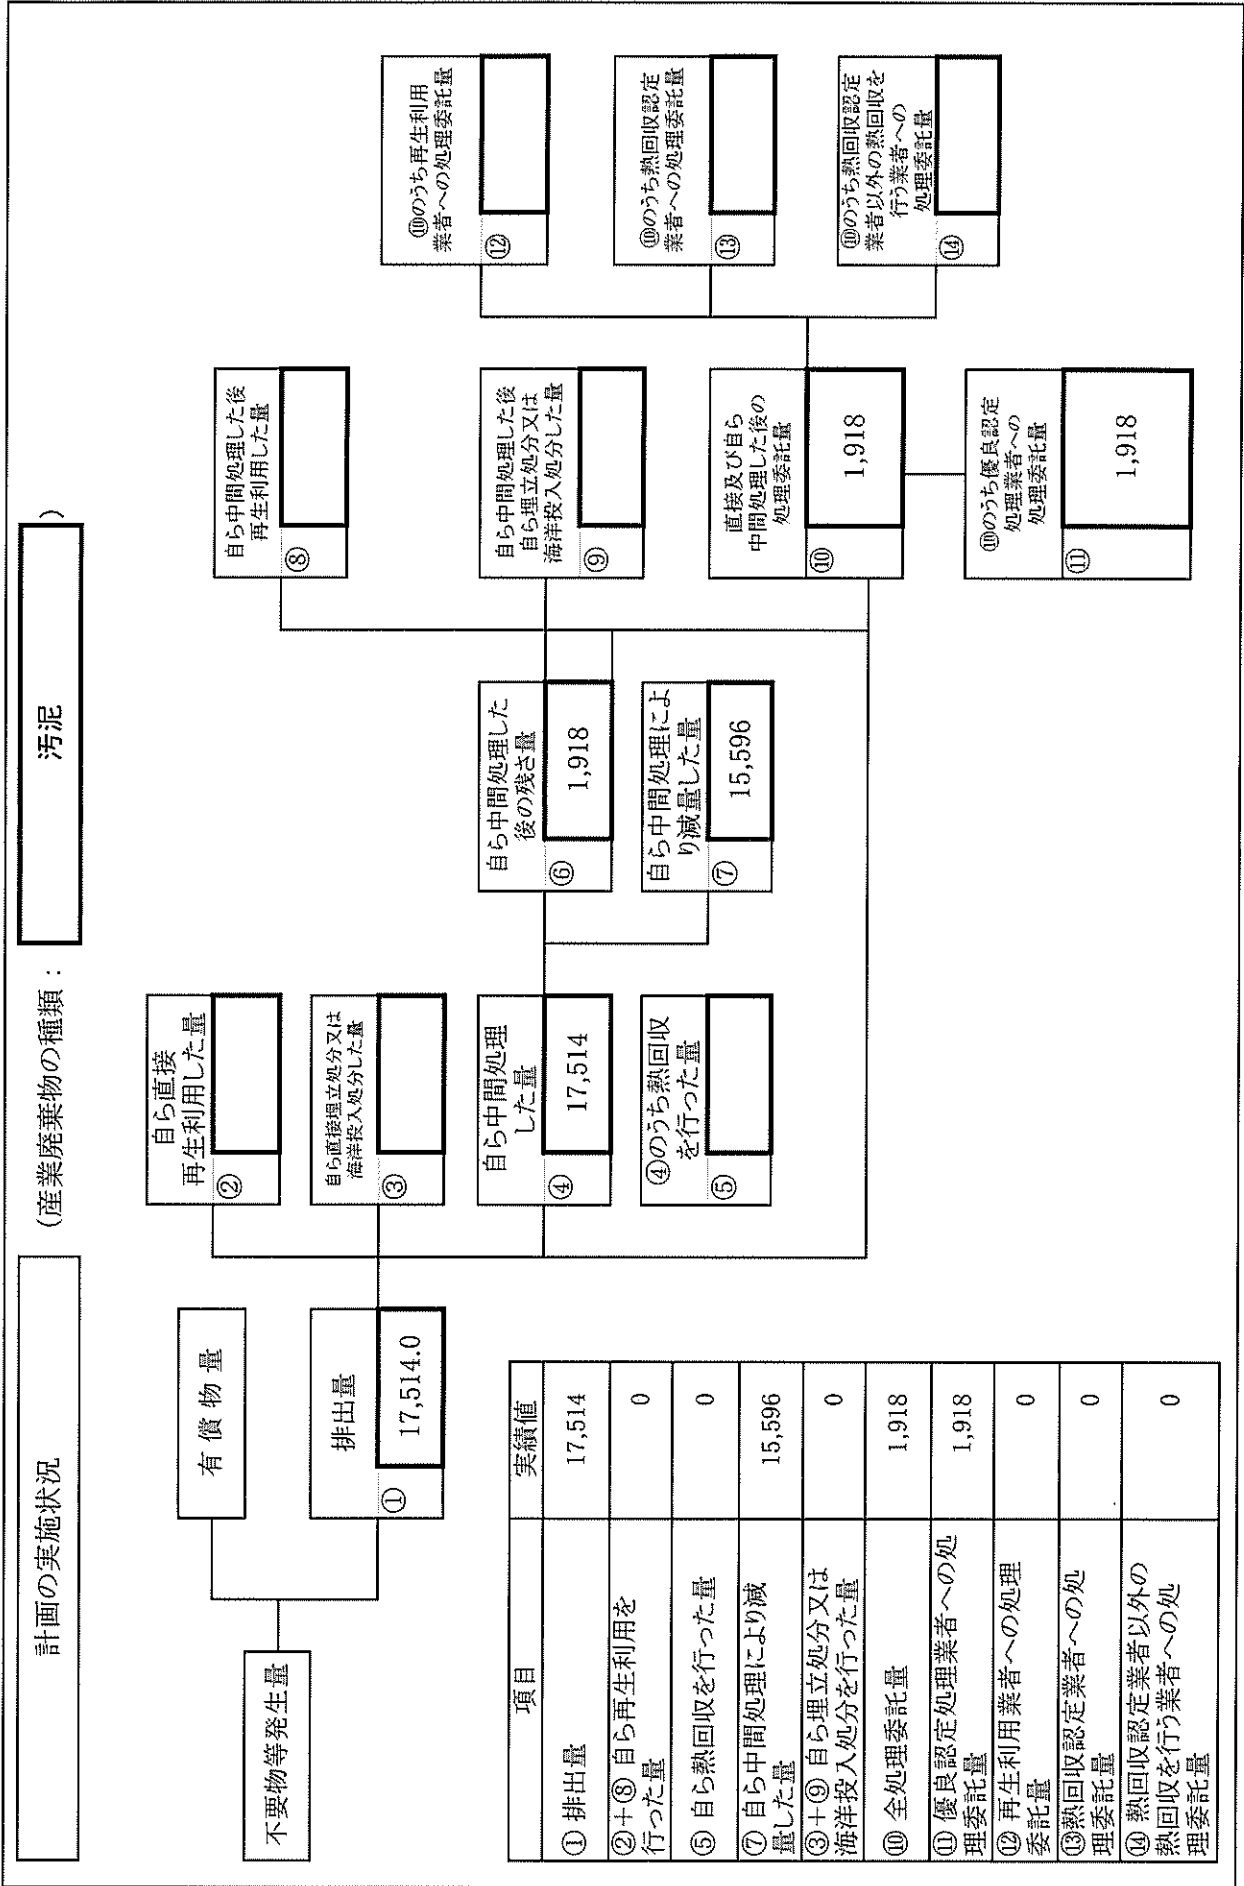 計画の実施状況
(産業廃棄物の種類：
汚泥
)
不要物等発生量
有 償 物 量
排出量
①
17,514.0
自ら直接
再生利用した量
②
自ら直接埋立処分又は
海洋投入処分した量
③
自ら中間処理
した量
④
17,514
④のうち熱回収
を行った量
⑤
自ら中間処理した
後の残さ量
⑥
1,918
自ら中間処理によ
り減量した量
⑦
15,596
自ら中間処理した後
再生利用した量
⑧
自ら中間処理した後
自ら埋立処分又は
海洋投入処分した量
⑨
直接及び自ら
中間処理した後の
処理委託量
⑩
1,918
⑩のうち優良認定
処理業者への
処理委託量
⑪
1,918
⑩のうち再生利用
業者への処理委託量
⑫
⑩のうち熱回収認定
業者への処理委託量
⑬
⑩のうち熱回収認定
業者以外の熱回収を
行う業者への
処理委託量
⑭
項目
実績値
① 排出量
17,514
②＋⑧ 自ら再生利用を
行った量
0
⑤ 自ら熱回収を行った量
0
⑦ 自ら中間処理により減
量した量
15,596
③＋⑨ 自ら埋立処分又は
海洋投入処分を行った量
0
⑩ 全処理委託量
1,918
⑪ 優良認定処理業者への処
理委託量
1,918
⑫ 再生利用業者への処理
委託量
0
⑬熱回収認定業者への処
理委託量
0
⑭ 熱回収認定業者以外の
熱回収を行う業者への処
理委託量
0